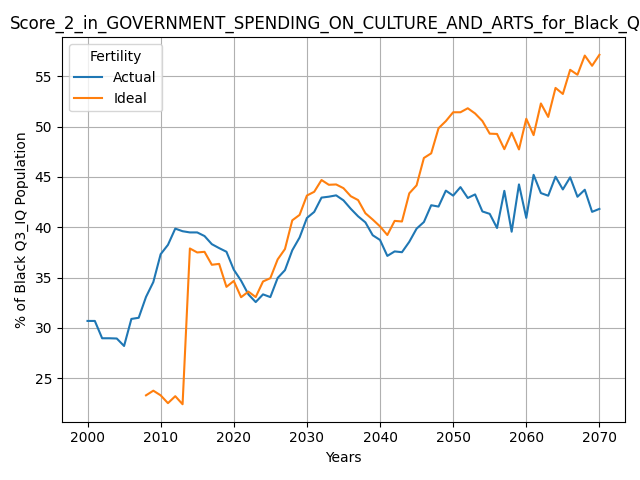 Score_2_in_GOVERNMENT_SPENDING_ON_CULTURE_AND_ARTS_for_Black_Q
Fertility
Actual
Ideal
55
50
45
40
35
30
25
% of Black Q3_IQ Population
2000 2010 2020 2030 2040 2050 2060 2070
Years